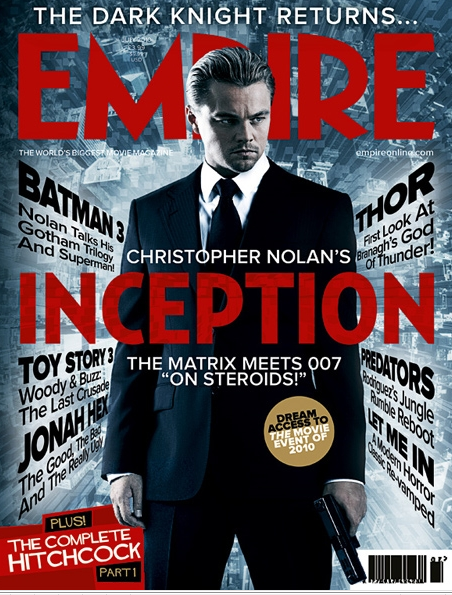 THE DARK KNIGHT RETURNS...
EMPIRE
THE WORLD'S BIGGEST MOVIE MAGAZINE
empireonline.com
BATMAN 3
Nolan Talks His
Gotham Trilogy
And Superman!
THOR
First Look At
Branagh's God
Of Thunder!
CHRISTOPHER NOLAN'S
INCEPTION
THE MATRIX MEETS 007
"ON STEROIDS!"
TOY STORY 3
Woody & Buzz:
The Last Crusade
JONAH HEX
The Good, The Bad
And The Really Ugly
PREDATORS
Rodriguez's Jungle
Rumble Reboot
LET ME IN
A Modern Horror
Classic Re-vamped
DREAM
ACCESS TO
THE MOVIE
EVENT OF
2010
PLUS!
THE COMPLETE
HITCHCOCK
PART 1